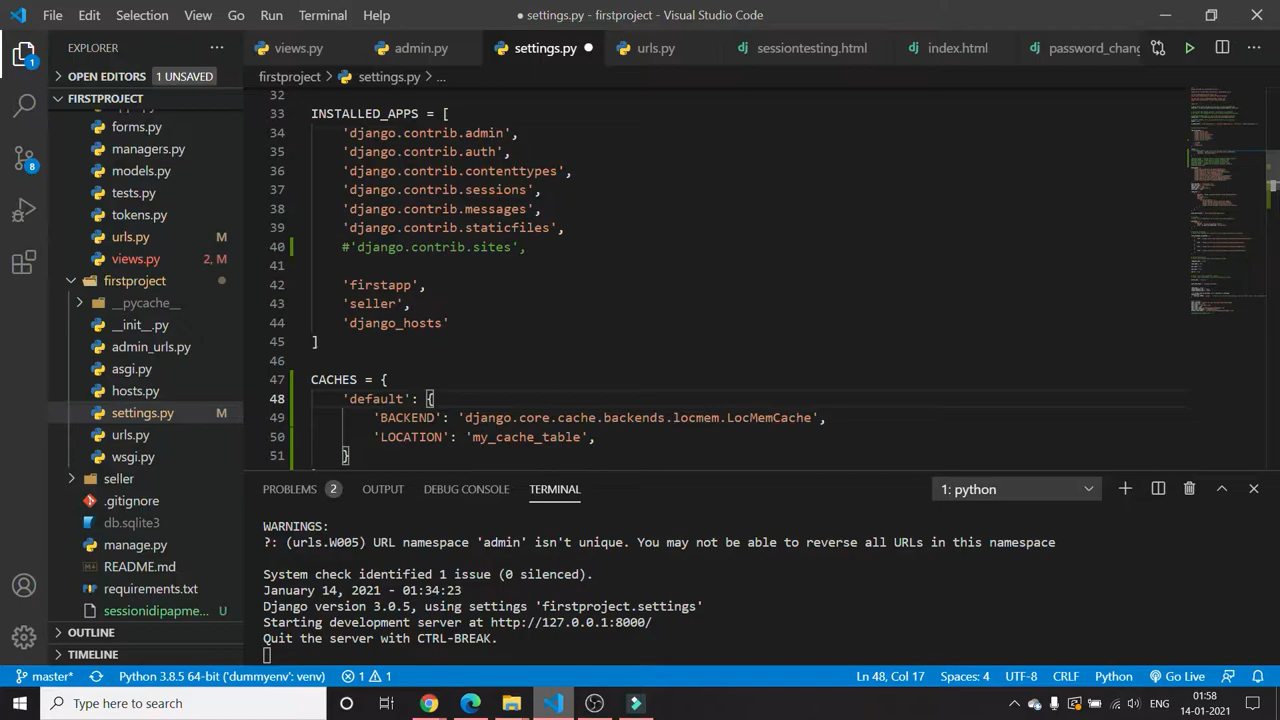 File Edit Selection View Go Run Terminal Help
● settings.py - firstproject - Visual Studio Code
EXPLORER
views.py admin.py settings.py urls.py sessiontesting.html index.html password_chang
OPEN EDITORS 1 UNSAVED
firstproject > settings.py > ...
FIRSTPROJECT
forms.py
managers.py
models.py
tests.py
tokens.py
urls.py M
views.py 2, M
firstproject
__pycache__
__init__.py
admin_urls.py
asgi.py
hosts.py
settings.py M
urls.py
wsgi.py
seller
.gitignore
db.sqlite3
manage.py
README.md
requirements.txt
sessionidipapme... U
OUTLINE
TIMELINE
1
8
32
33 INSTALLED_APPS = [
34 'django.contrib.admin',
35 'django.contrib.auth'
36 'django.contrib.contenttypes',
37 'django.contrib.sessions',
38 'django.contrib.messages',
39 'django.contrib.staticfiles',
40 # 'django.contrib.sites',
41
42 'firstapp',
43 'seller',
44 'django_hosts'
45 ]
46
47 CACHES = {
48 'default': {
49 'BACKEND': 'django.core.cache.backends.locmem.LocMemCache',
50 'LOCATION': 'my_cache_table',
51 }
PROBLEMS 2 OUTPUT DEBUG CONSOLE TERMINAL 1: python
WARNINGS:
?: (urls.W005) URL namespace 'admin' isn't unique. You may not be able to reverse all URLs in this namespace
System check identified 1 issue (0 silenced).
January 14, 2021 - 01:34:23
Django version 3.0.5, using settings 'firstproject.settings'
Starting development server at http://127.0.0.1:8000/
Quit the server with CTRL-BREAK.
master* Python 3.8.5 64-bit ('dummyenv': venv) 1 1 Ln 48, Col 17 Spaces: 4 UTF-8 CRLF Python Go Live
Type here to search
ENG
01:58
14-01-2021